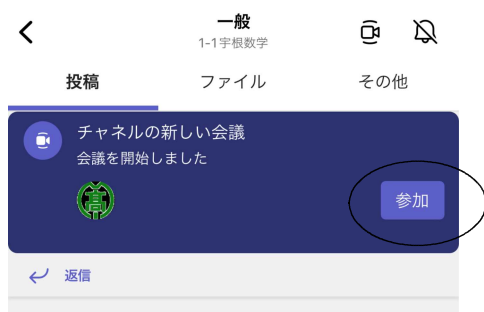 一般
1-1宇根数学
投稿 ファイル その他
チャネルの新しい会議
会議を開始しました
高
参加
返信